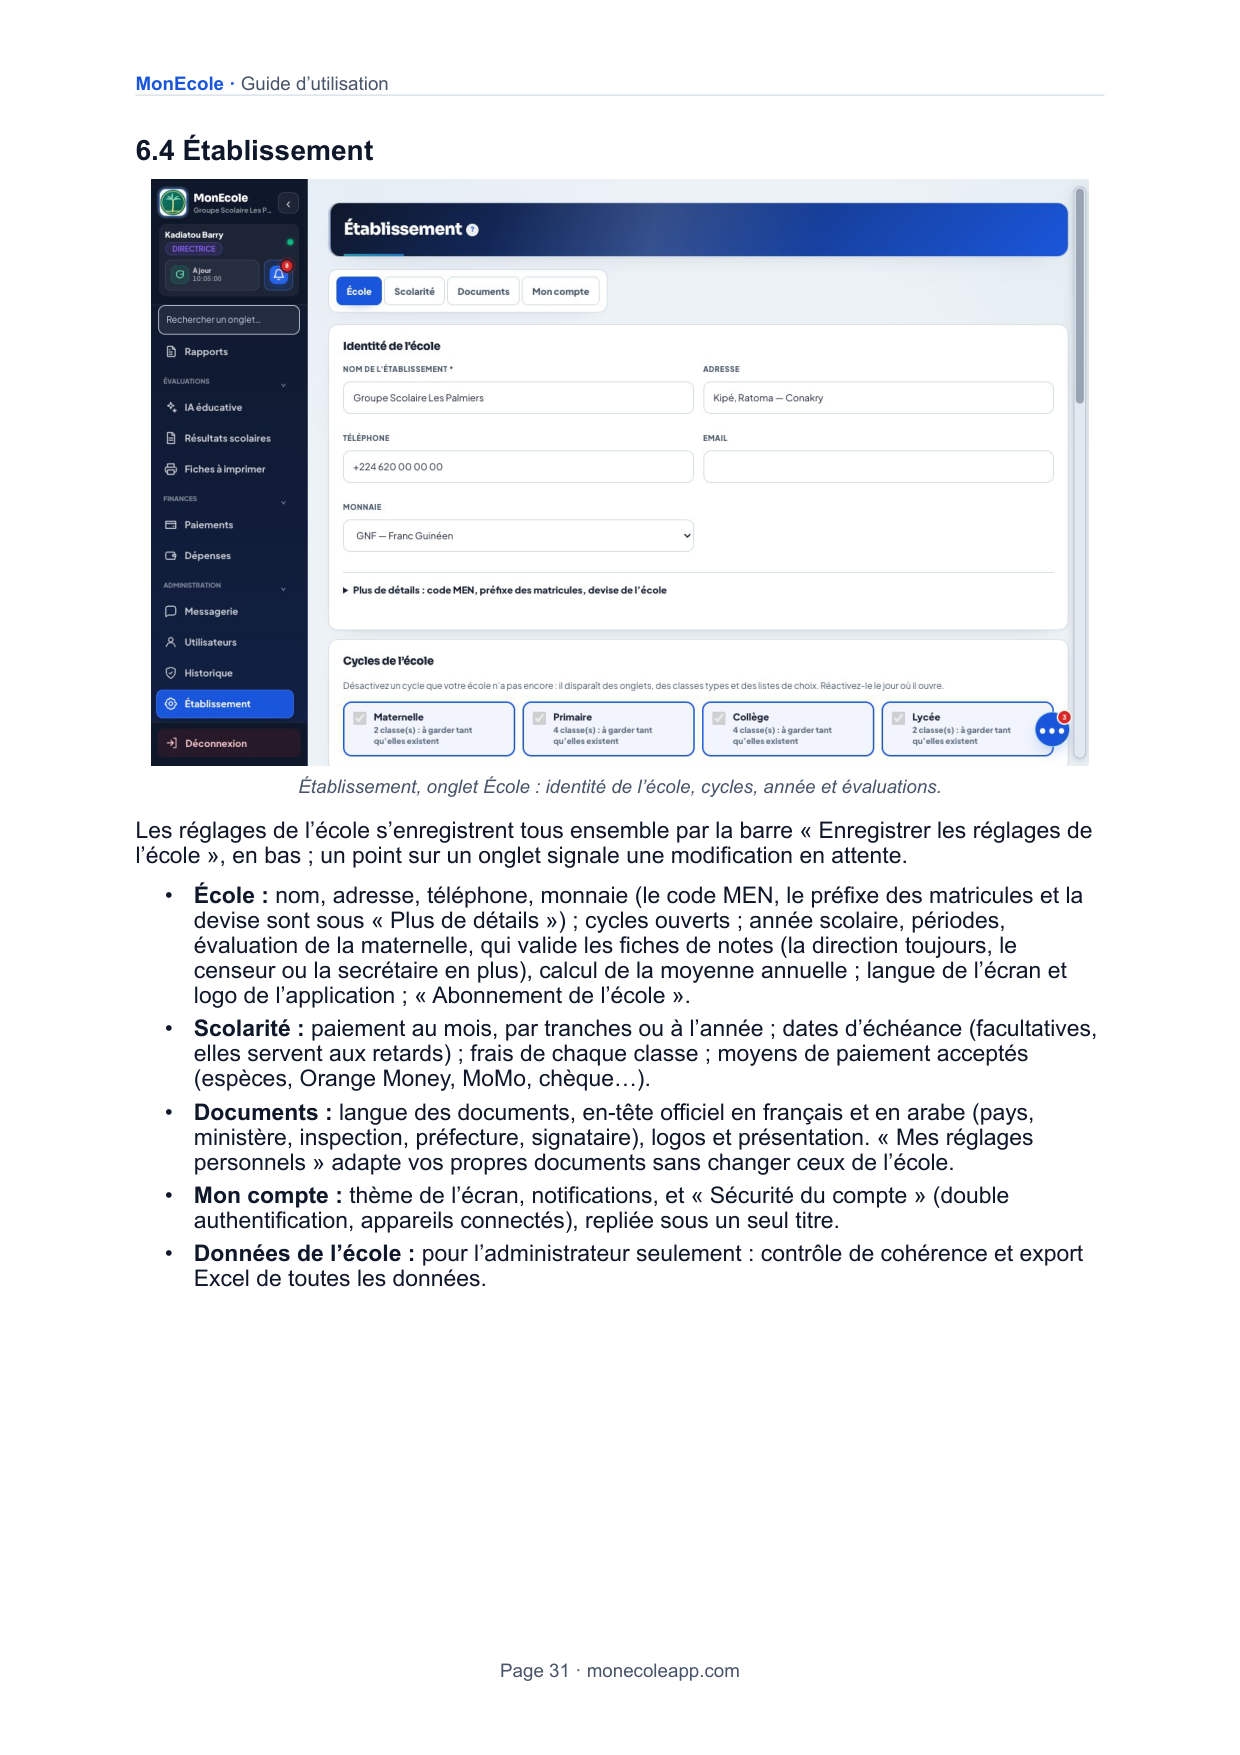 MonEcole · Guide d’utilisation
6.4 Établissement
MonEcole
Groupe Scolaire Les P...
Kadiatou Barry
DIRECTRICE
À jour
10:05:00
8
Rechercher un onglet...
Rapports
ÉVALUATIONS
IA éducative
Résultats scolaires
Fiches à imprimer
FINANCES
Paiements
Dépenses
ADMINISTRATION
Messagerie
Utilisateurs
Historique
Établissement
Déconnexion
Établissement ?
École Scolarité Documents Mon compte
Identité de l’école
NOM DE L’ÉTABLISSEMENT * ADRESSE
Groupe Scolaire Les Palmiers Kipé, Ratoma — Conakry
TÉLÉPHONE EMAIL
+224 620 00 00 00
MONNAIE
GNF — Franc Guinéen
Plus de détails : code MEN, préfixe des matricules, devise de l’école
Cycles de l’école
Désactivez un cycle que votre école n’a pas encore : il disparaît des onglets, des classes types et des listes de choix. Réactivez-le le jour où il ouvre.
Maternelle Primaire Collège Lycée
2 classe(s) : à garder tant 4 classe(s) : à garder tant 4 classe(s) : à garder tant 2 classe(s) : à garder tant
qu’elles existent qu’elles existent qu’elles existent qu’elles existent
3
Établissement, onglet École : identité de l’école, cycles, année et évaluations.
Les réglages de l’école s’enregistrent tous ensemble par la barre « Enregistrer les réglages de
l’école », en bas ; un point sur un onglet signale une modification en attente.
• École : nom, adresse, téléphone, monnaie (le code MEN, le préfixe des matricules et la
devise sont sous « Plus de détails ») ; cycles ouverts ; année scolaire, périodes,
évaluation de la maternelle, qui valide les fiches de notes (la direction toujours, le
censeur ou la secrétaire en plus), calcul de la moyenne annuelle ; langue de l’écran et
logo de l’application ; « Abonnement de l’école ».
• Scolarité : paiement au mois, par tranches ou à l’année ; dates d’échéance (facultatives,
elles servent aux retards) ; frais de chaque classe ; moyens de paiement acceptés
(espèces, Orange Money, MoMo, chèque…).
• Documents : langue des documents, en-tête officiel en français et en arabe (pays,
ministère, inspection, préfecture, signataire), logos et présentation. « Mes réglages
personnels » adapte vos propres documents sans changer ceux de l’école.
• Mon compte : thème de l’écran, notifications, et « Sécurité du compte » (double
authentification, appareils connectés), repliée sous un seul titre.
• Données de l’école : pour l’administrateur seulement : contrôle de cohérence et export
Excel de toutes les données.
Page 31 · monecoleapp.com